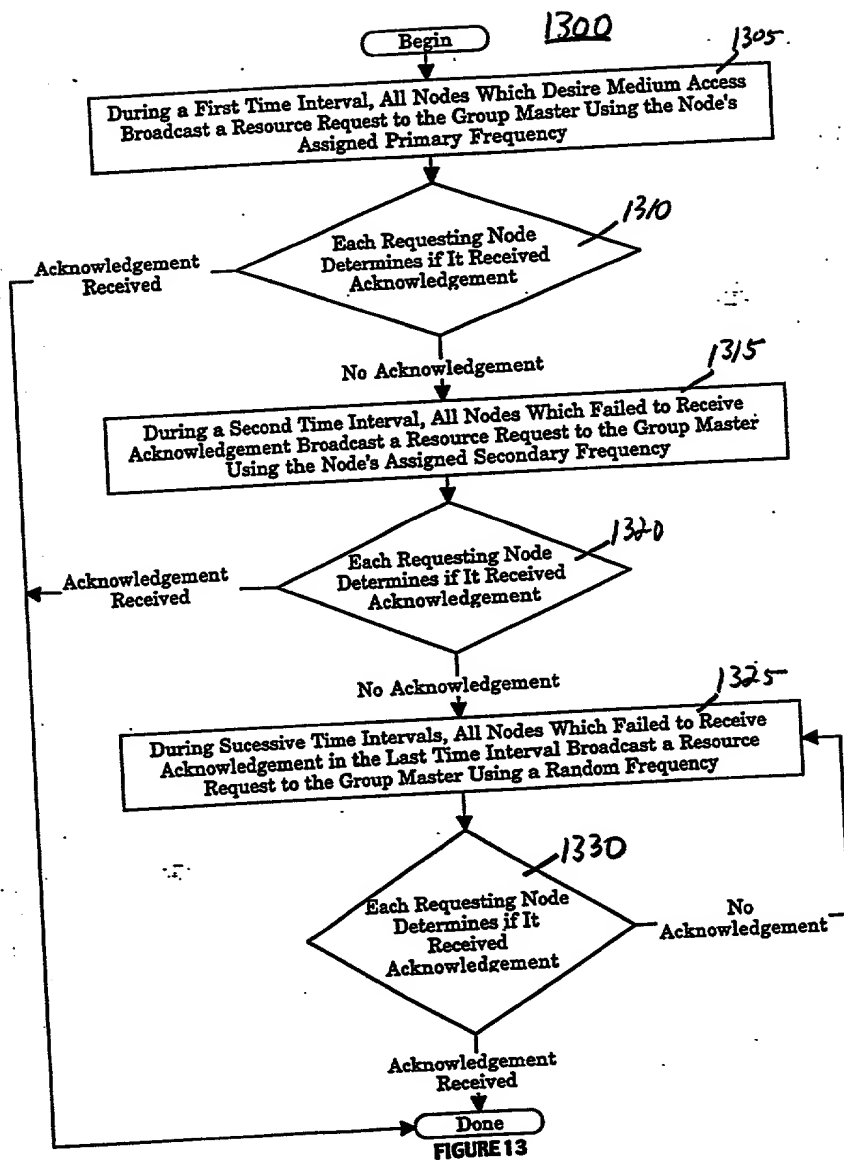 Begin
1300
1305
During a First Time Interval, All Nodes Which Desire Medium Access
Broadcast a Resource Request to the Group Master Using the Node's
Assigned Primary Frequency
1310
Each Requesting Node
Determines if It Received
Acknowledgement
Acknowledgement
Received
No Acknowledgement
1315
During a Second Time Interval, All Nodes Which Failed to Receive
Acknowledgement Broadcast a Resource Request to the Group Master
Using the Node's Assigned Secondary Frequency
1320
Each Requesting Node
Determines if It Received
Acknowledgement
Acknowledgement
Received
No Acknowledgement
1325
During Sucessive Time Intervals, All Nodes Which Failed to Receive
Acknowledgement in the Last Time Interval Broadcast a Resource
Request to the Group Master Using a Random Frequency
1330
Each Requesting Node
Determines if It
Received
Acknowledgement
No
Acknowledgement
Acknowledgement
Received
Done
FIGURE 13